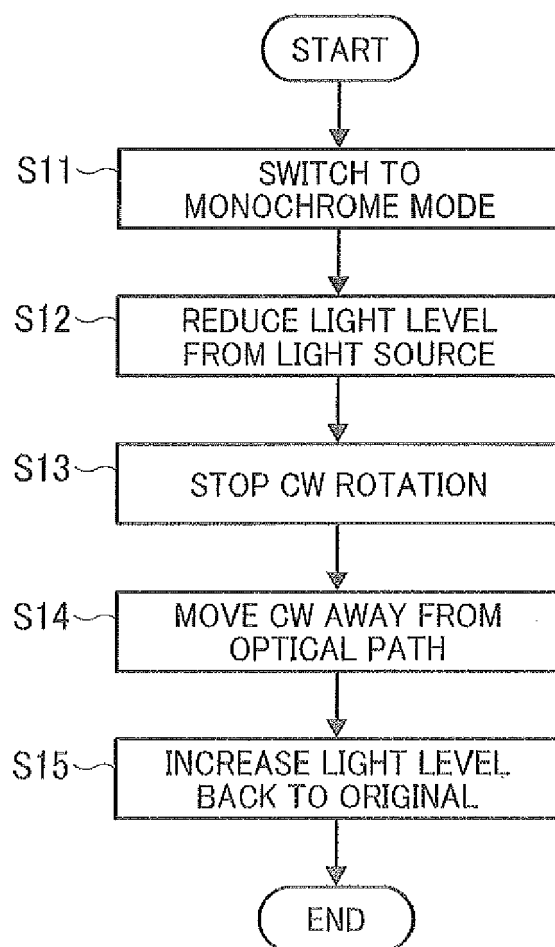 START
S11
SWITCH TO
MONOCHROME MODE
S12
REDUCE LIGHT LEVEL
FROM LIGHT SOURCE
S13
STOP CW ROTATION
S14
MOVE CW AWAY FROM
OPTICAL PATH
S15
INCREASE LIGHT LEVEL
BACK TO ORIGINAL
END